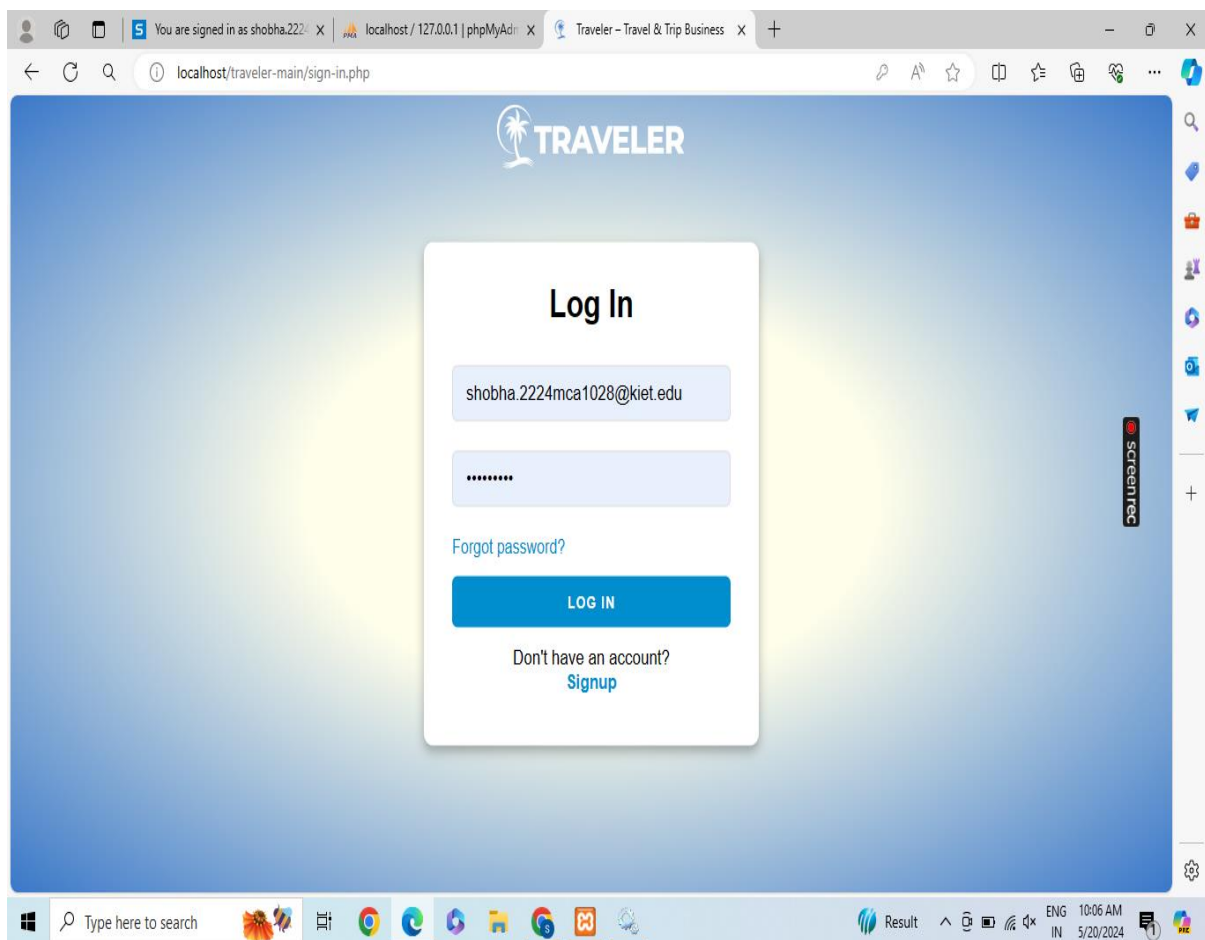 You are signed in as shobha.222
localhost / 127.0.0.1 | phpMyAdm
Traveler – Travel & Trip Business
localhost/traveler-main/sign-in.php
TRAVELER
Log In
shobha.2224mca1028@kiet.edu
•••••••••
Forgot password?
LOG IN
Don't have an account?
Signup
screenrec
Type here to search
Result
ENG
IN
10:06 AM
5/20/2024